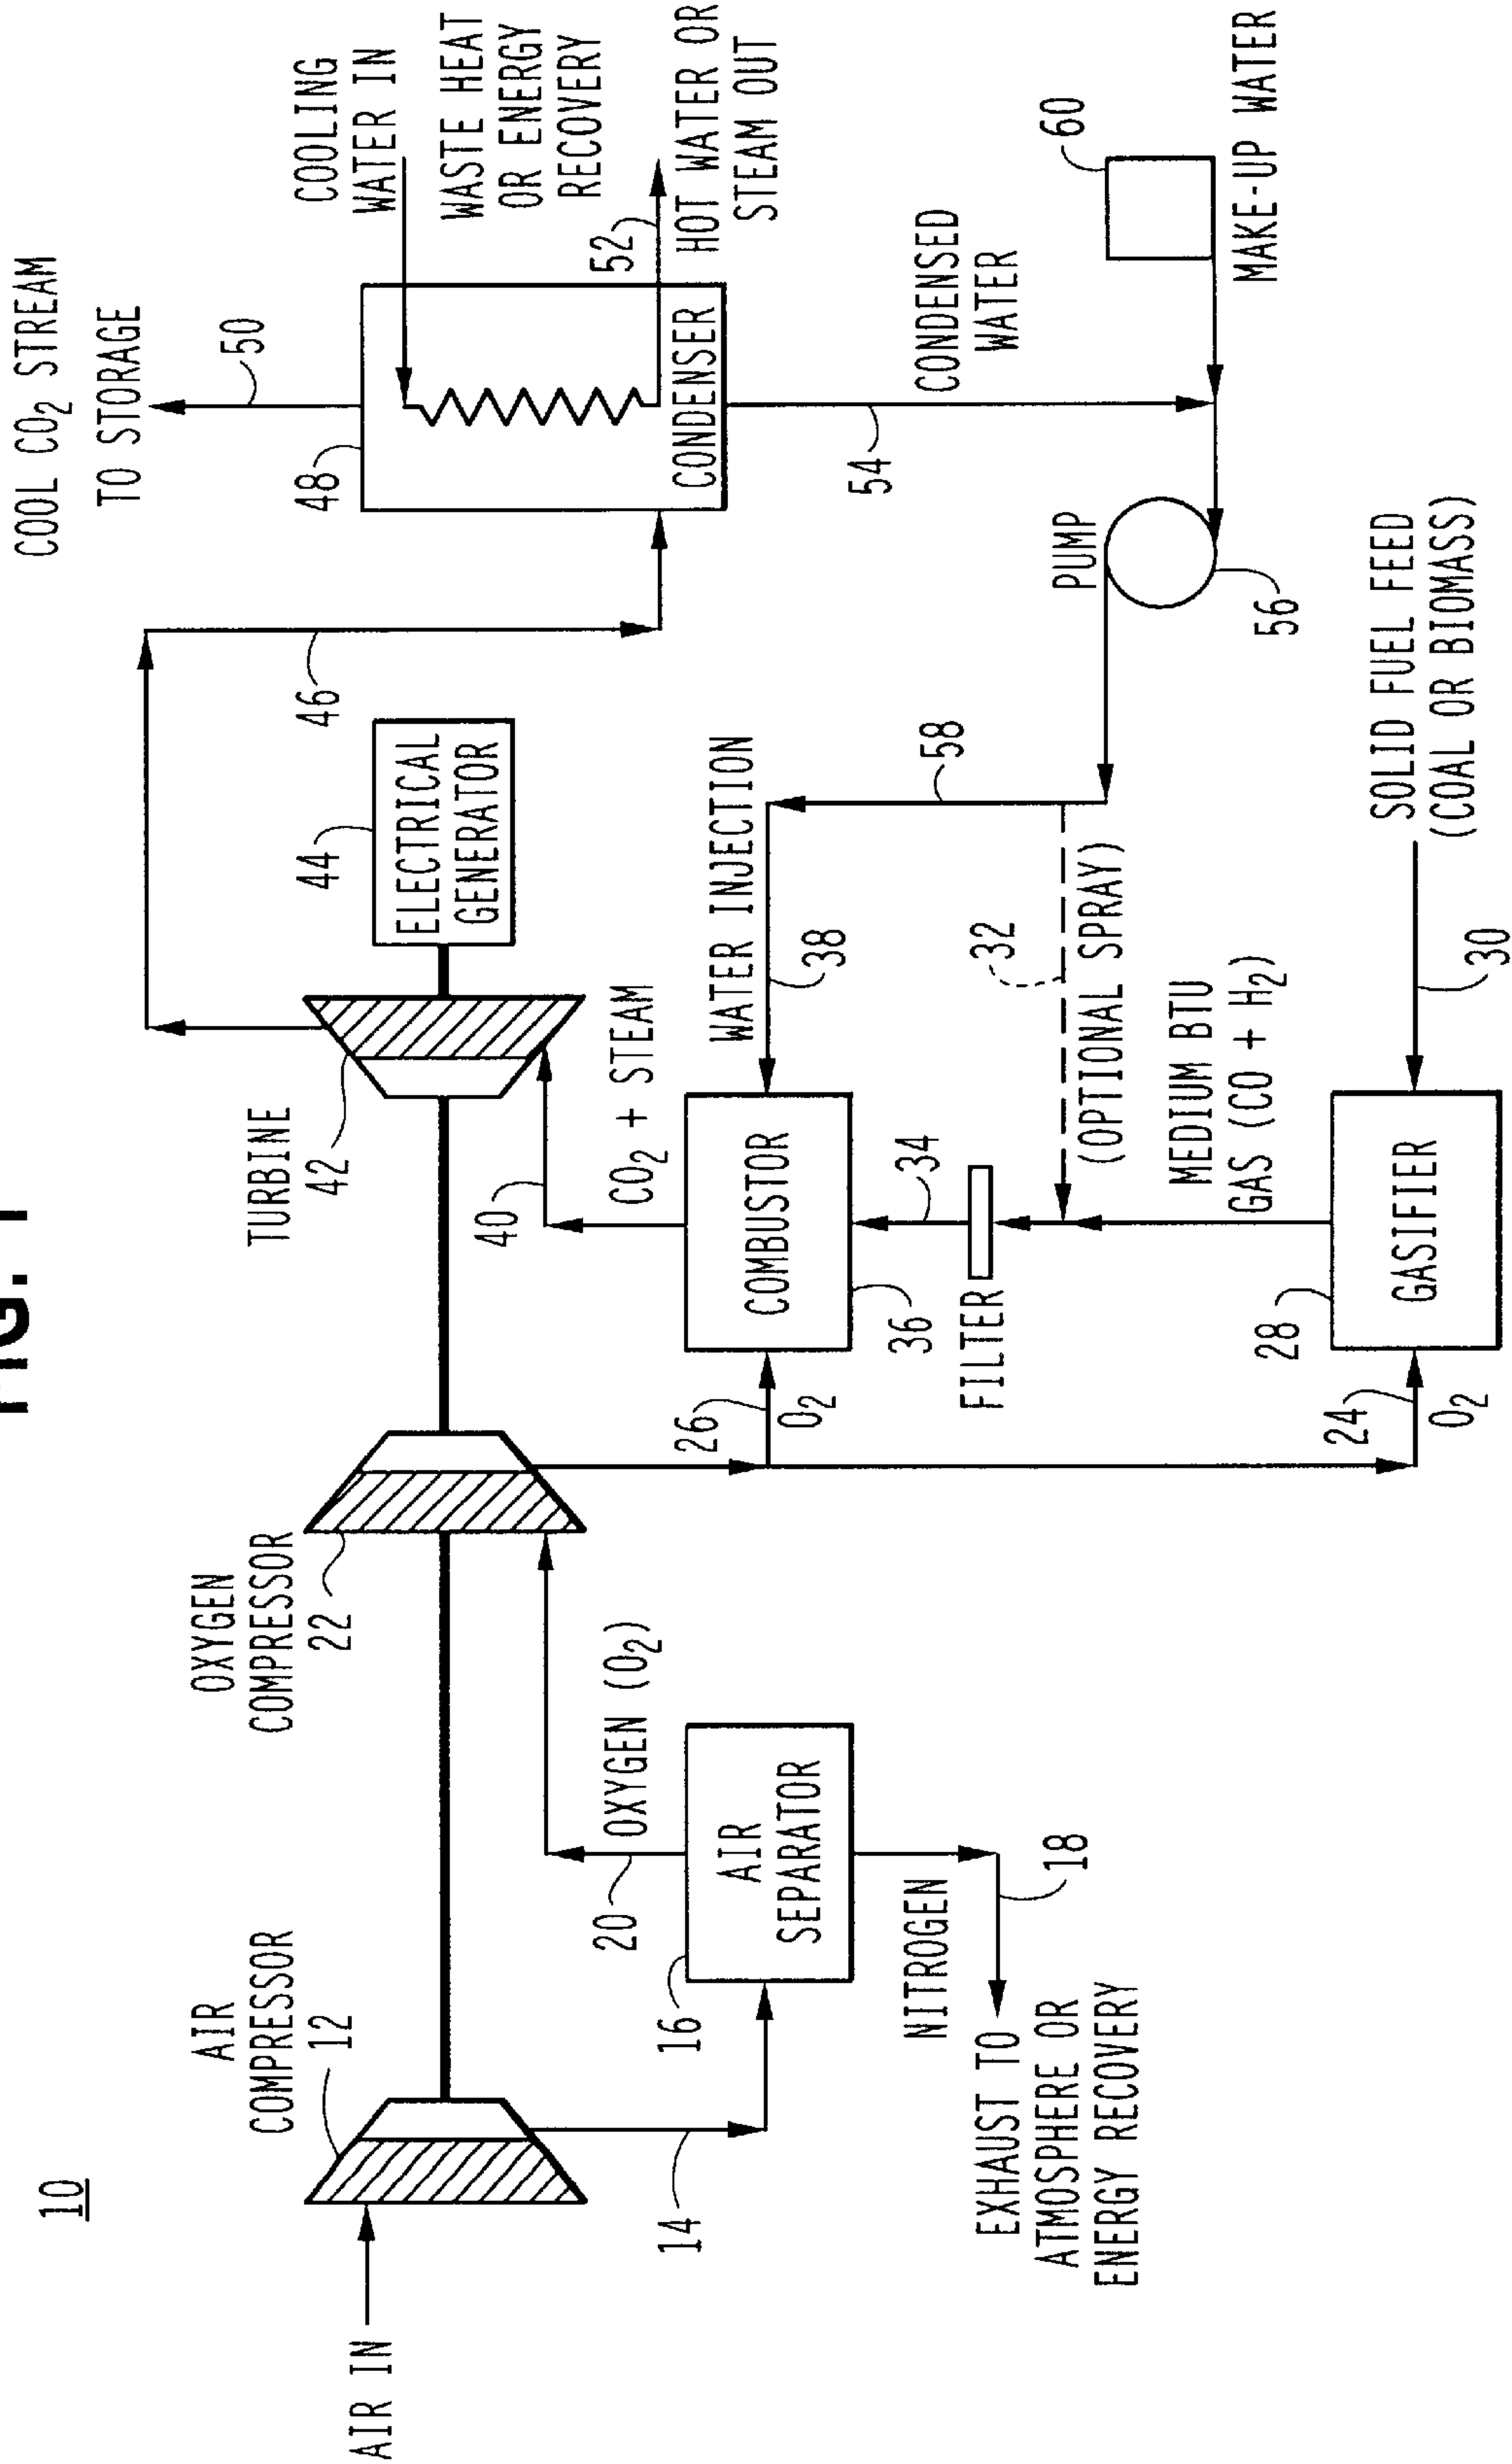 FIG. 1
10
AIR IN
AIR
COMPRESSOR
12
14
16
AIR
SEPARATOR
NITROGEN
18
EXHAUST TO
ATMOSPHERE OR
ENERGY RECOVERY
20
OXYGEN (O2)
OXYGEN
COMPRESSOR
22
26
O2
24
O2
TURBINE
42
40
CO2 + STEAM
COMBUSTOR
36
FILTER
34
28
GASIFIER
MEDIUM BTU
GAS (CO + H2)
(OPTIONAL SPRAY)
32
WATER INJECTION
38
30
SOLID FUEL FEED
(COAL OR BIOMASS)
44
ELECTRICAL
GENERATOR
46
58
PUMP
56
COOL CO2 STREAM
TO STORAGE
50
48
CONDENSER
54
CONDENSED
WATER
52
COOLING
WATER IN
WASTE HEAT
OR ENERGY
RECOVERY
HOT WATER OR
STEAM OUT
60
MAKE-UP WATER